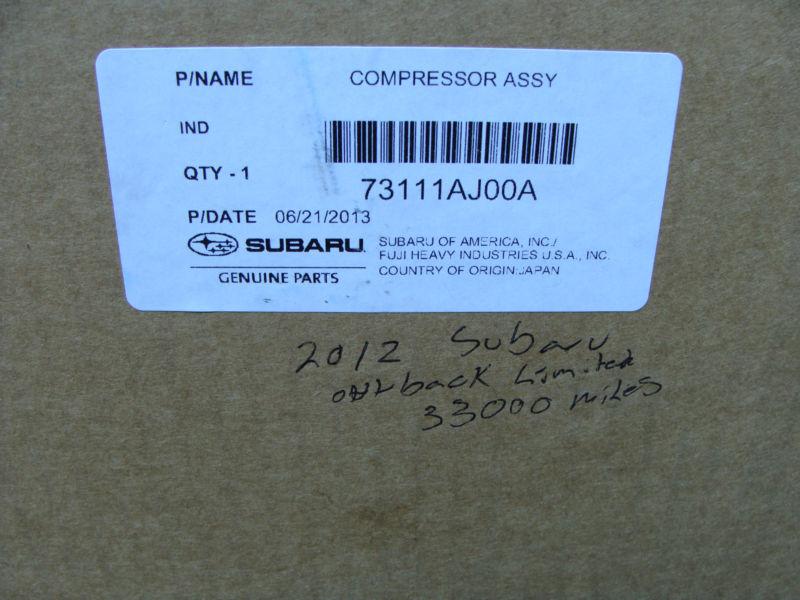 P/NAME COMPRESSOR ASSY
IND
QTY - 1
73111AJ00A
P/DATE 06/21/2013
SUBARU.
GENUINE PARTS
SUBARU OF AMERICA, INC./
FUJI HEAVY INDUSTRIES U.S.A., INC.
COUNTRY OF ORIGIN:JAPAN
2012 Subaru
outback Limited
33000 miles